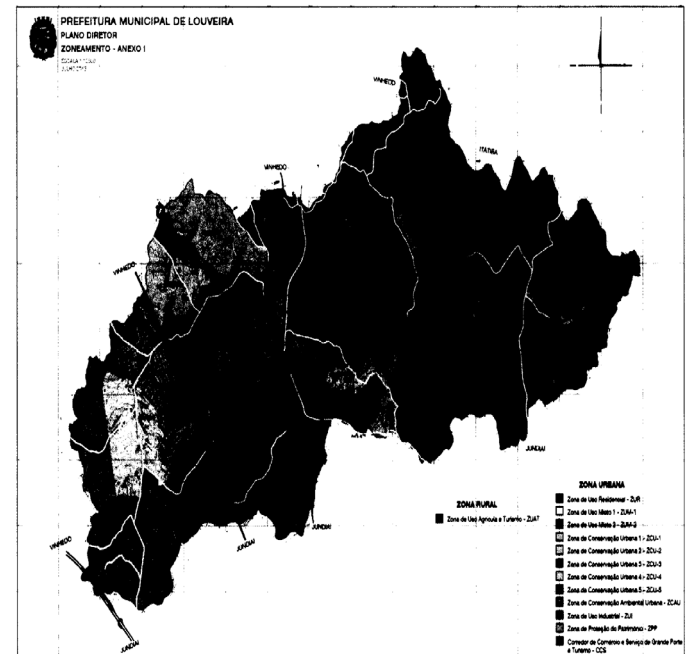 PREFEITURA MUNICIPAL DE LOUVEIRA
PLANO DIRETOR
ZONEAMENTO - ANEXO I
VINHEDO
ITATIBA
VINHEDO
VINHEDO
JUNDIAÍ
JUNDIAÍ
JUNDIAÍ
VINHEDO
JUNDIAÍ
ZONA RURAL
Zona de Uso Agrícola e Turismo - ZUAT
ZONA URBANA
Zona de Uso Residencial - ZUR
Zona de Uso Misto 1 - ZUM-1
Zona de Uso Misto 2 - ZUM-2
Zona de Conservação Urbana 1 - ZCU-1
Zona de Conservação Urbana 2 - ZCU-2
Zona de Conservação Urbana 3 - ZCU-3
Zona de Conservação Urbana 4 - ZCU-4
Zona de Conservação Urbana 5 - ZCU-5
Zona de Conservação Ambiental Urbana - ZCAU
Zona de Uso Industrial - ZUI
Zona de Proteção do Patrimônio - ZPP
Corredor de Comércio e Serviço de Grande Porte
e Turismo - CCS